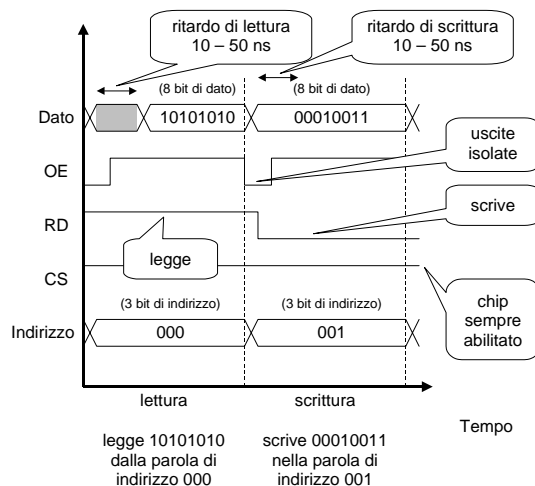 ritardo di lettura
10 – 50 ns
ritardo di scrittura
10 – 50 ns
(8 bit di dato)
(8 bit di dato)
Dato
10101010
00010011
uscite
isolate
OE
scrive
RD
legge
CS
chip
sempre
abilitato
(3 bit di indirizzo)
(3 bit di indirizzo)
Indirizzo
000
001
lettura
scrittura
Tempo
legge 10101010
dalla parola di
indirizzo 000
scrive 00010011
nella parola di
indirizzo 001